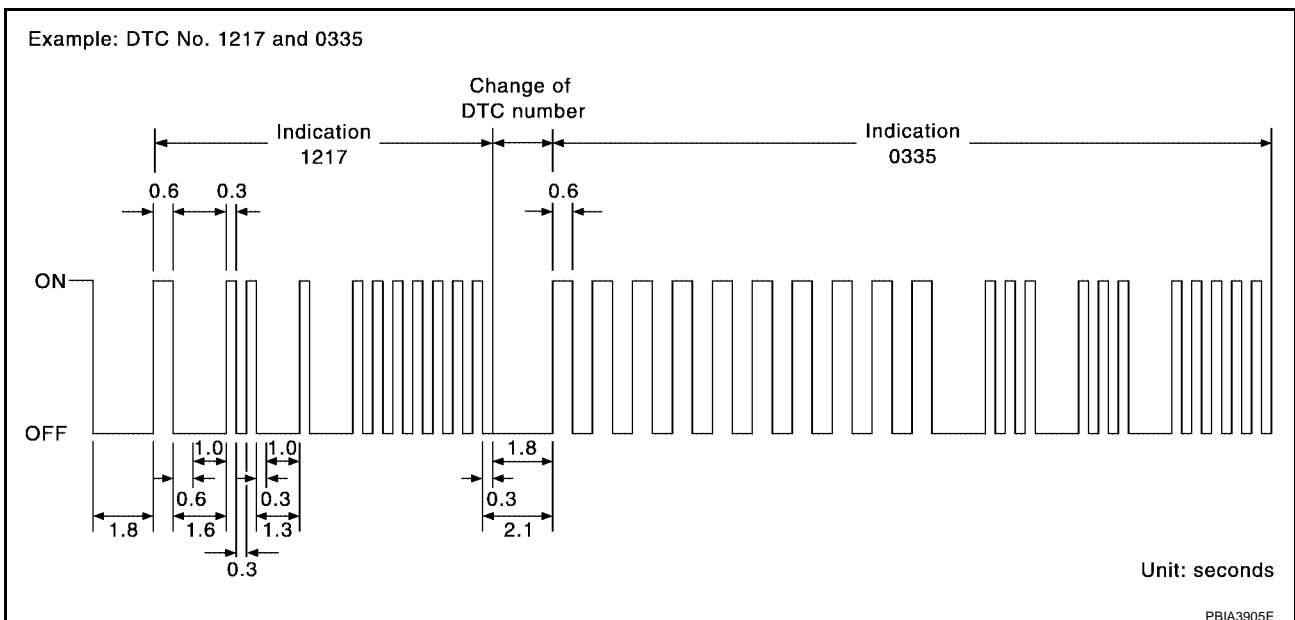 Example: DTC No. 1217 and 0335
Change of
DTC number
Indication
1217
Indication
0335
0.6
0.3
0.6
ON
OFF
1.0
1.0
1.8
0.6
0.3
0.3
1.8
1.6
1.3
2.1
0.3
Unit: seconds
PBIA3905E